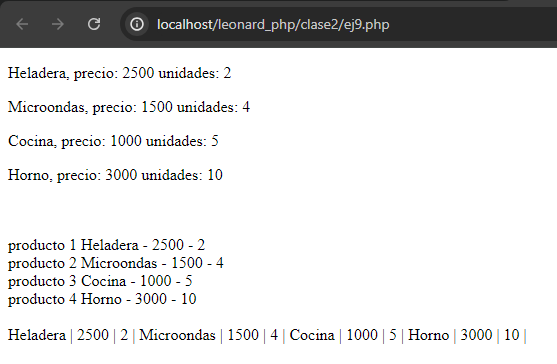 localhost/leonard_php/clase2/ej9.php
Heladera, precio: 2500 unidades: 2
Microondas, precio: 1500 unidades: 4
Cocina, precio: 1000 unidades: 5
Horno, precio: 3000 unidades: 10
producto 1 Heladera - 2500 - 2
producto 2 Microondas - 1500 - 4
producto 3 Cocina - 1000 - 5
producto 4 Horno - 3000 - 10
Heladera | 2500 | 2 | Microondas | 1500 | 4 | Cocina | 1000 | 5 | Horno | 3000 | 10 |